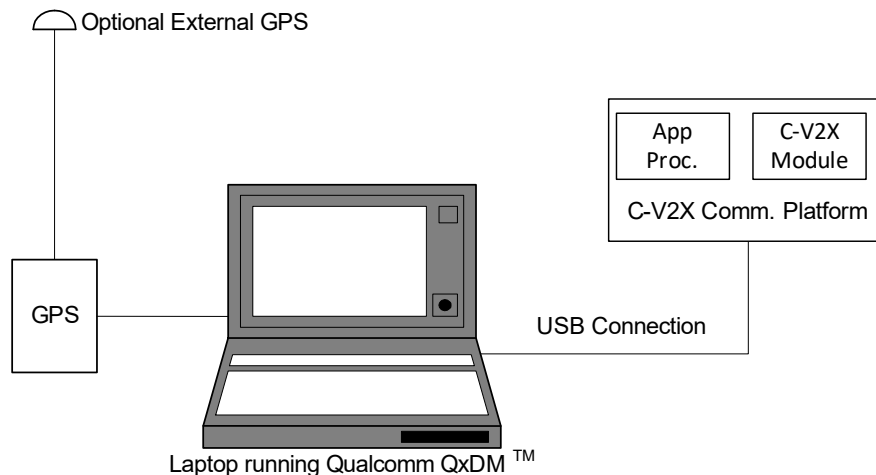 Optional External GPS
App
Proc.
C-V2X
Module
C-V2X Comm. Platform
GPS
USB Connection
Laptop running Qualcomm QxDM ™